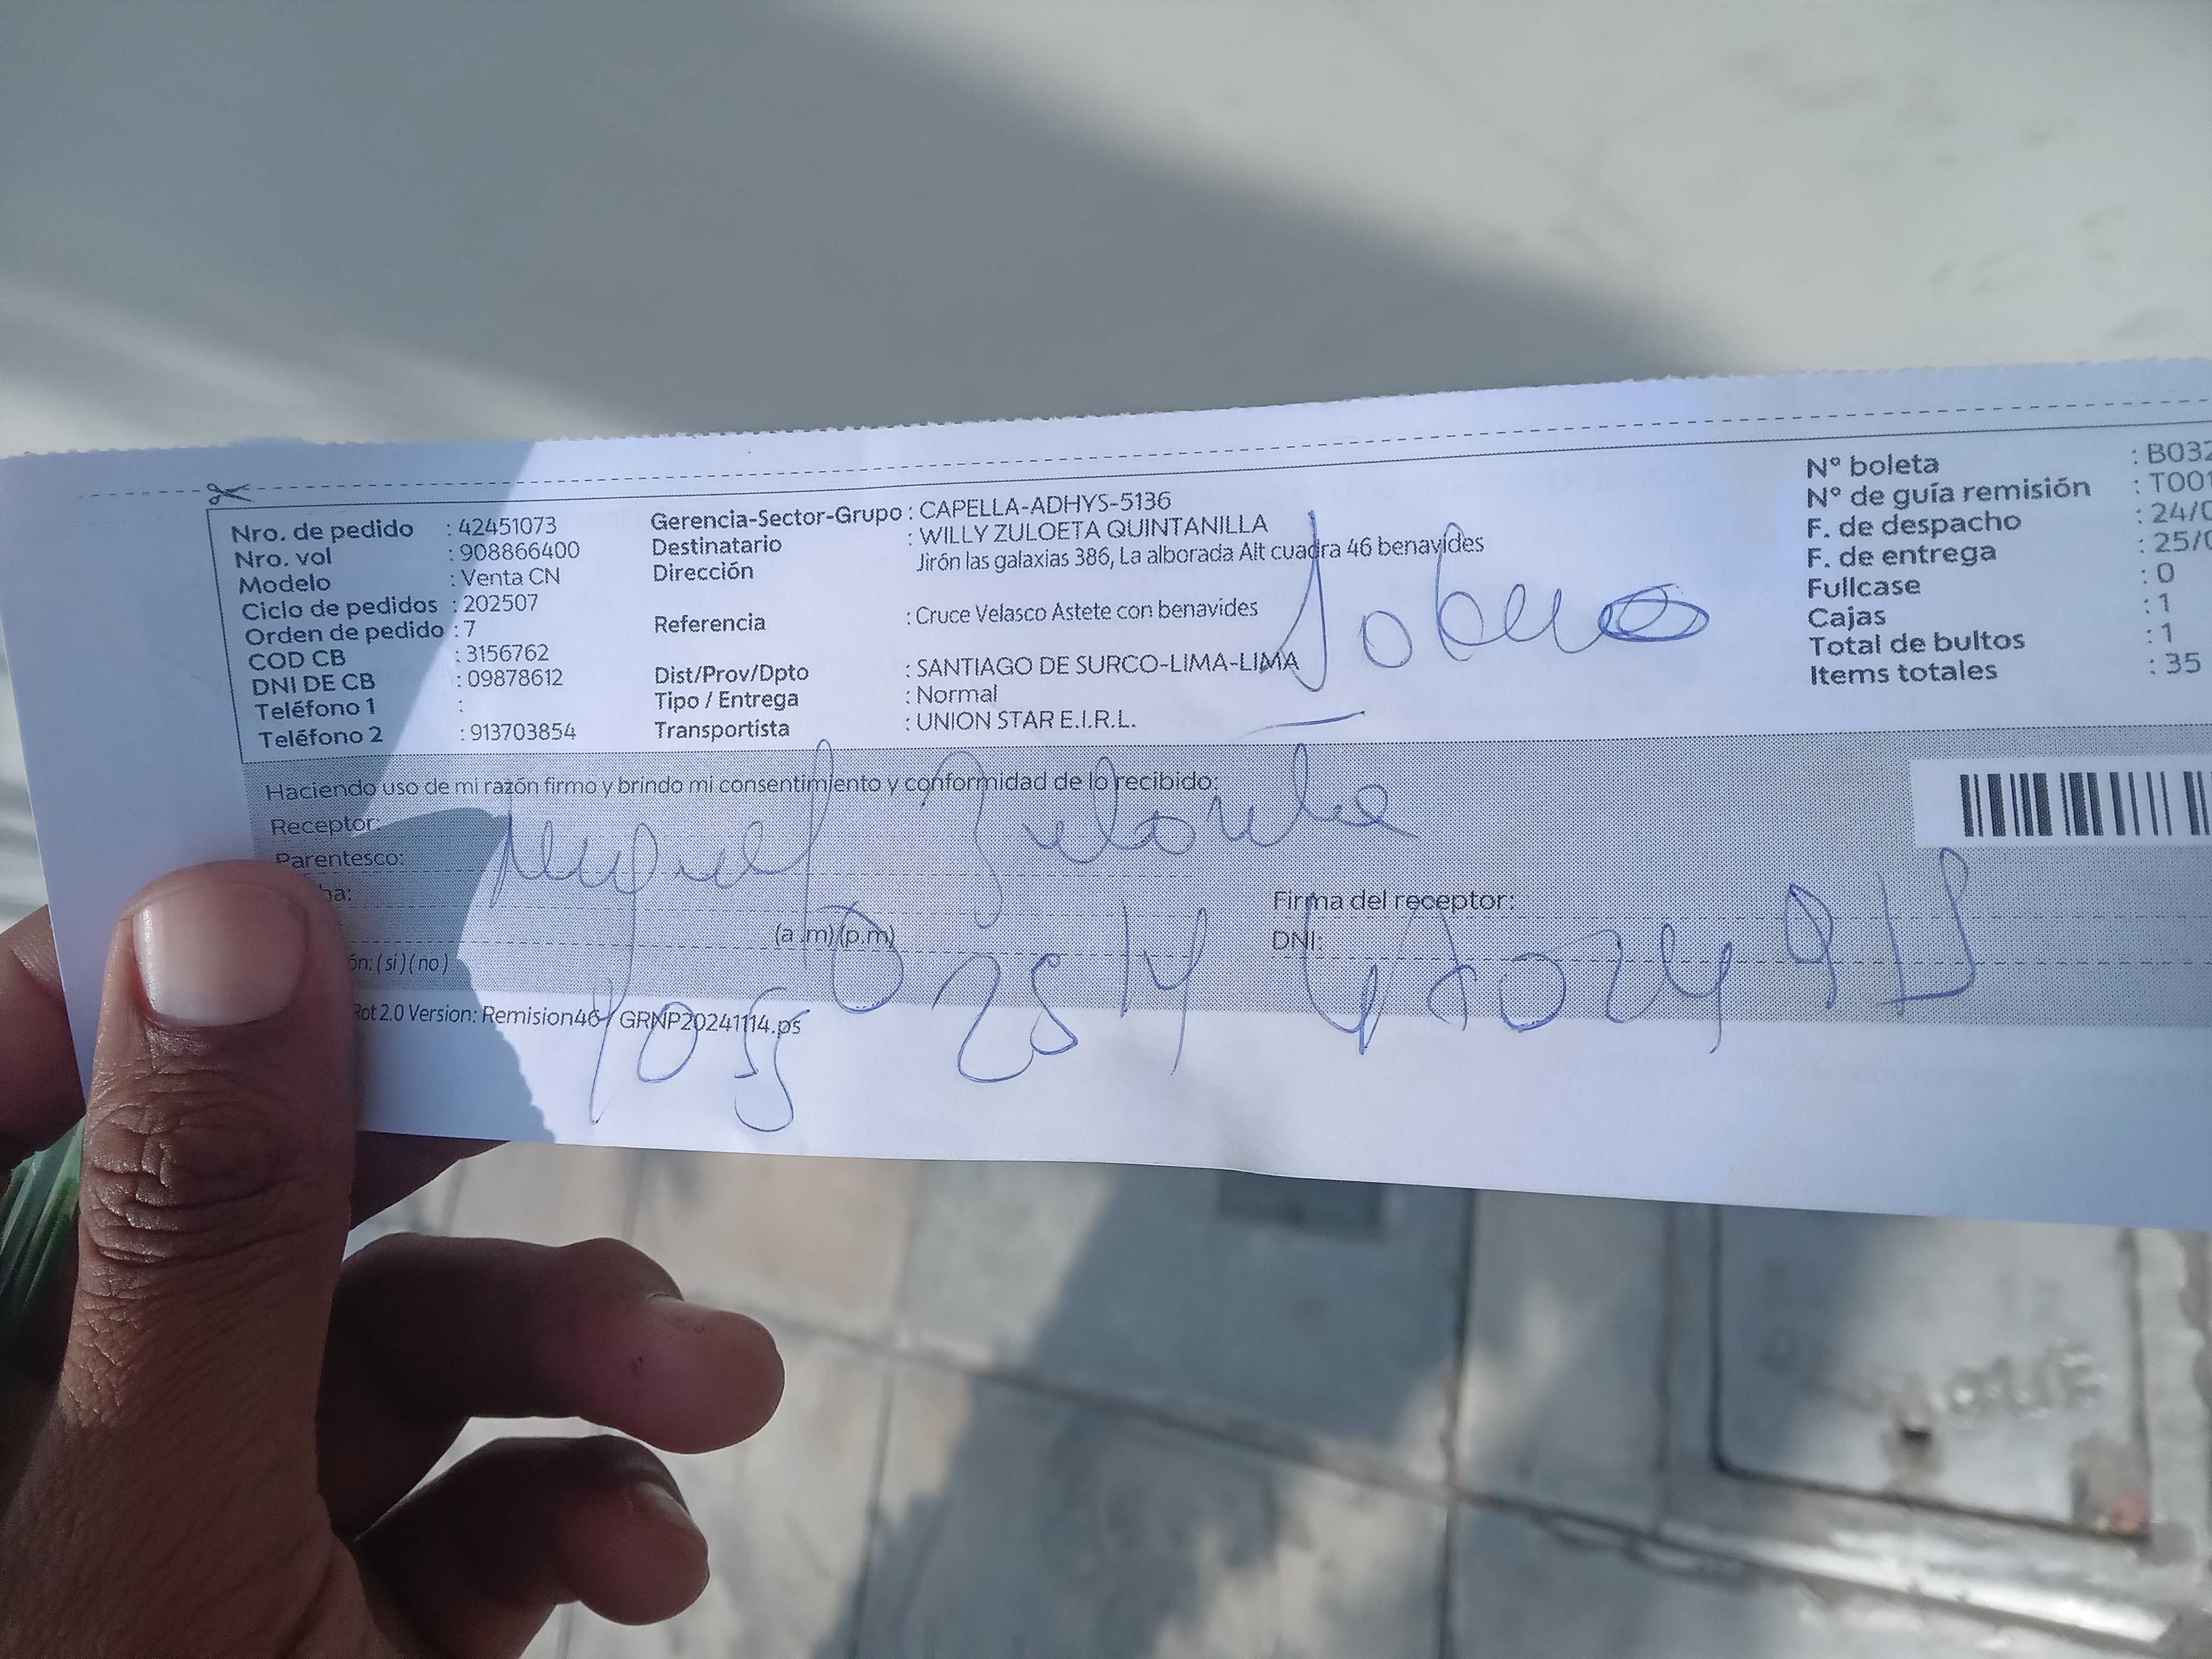 Nro. de pedido : 42451073
Nro. vol : 908866400
Modelo : Venta CN
Ciclo de pedidos : 202507
Orden de pedido : 7
COD CB : 3156762
DNI DE CB : 09878612
Teléfono 1 :
Teléfono 2 : 913703854
Gerencia-Sector-Grupo : CAPELLA-ADHYS-5136
Destinatario : WILLY ZULOETA QUINTANILLA
Dirección : Jirón las galaxias 386, La alborada Alt cuadra 46 benavides
Referencia : Cruce Velasco Astete con benavides
Dist/Prov/Dpto : SANTIAGO DE SURCO-LIMA-LIMA
Tipo / Entrega : Normal
Transportista : UNION STAR E.I.R.L.
N° boleta : B032
N° de guía remisión : T001
F. de despacho : 24/0
F. de entrega : 25/0
Fullcase : 0
Cajas : 1
Total de bultos : 1
Items totales : 35
Haciendo uso de mi razón firmo y brindo mi consentimiento y conformidad de lo recibido:
Receptor: Miguel Zuloeta
Parentesco:
ha:
(a.m)(p.m)
ón: (si)(no)
Firma del receptor:
DNI:
Rot 2.0 Version: Remision46 / GRNP20241114.ps